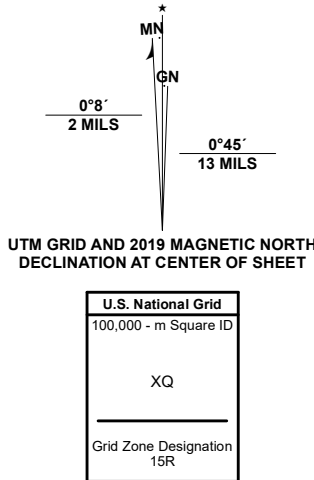 MN
GN
0°8´
2 MILS
0°45´
13 MILS
UTM GRID AND 2019 MAGNETIC NORTH
DECLINATION AT CENTER OF SHEET
U.S. National Grid
100,000 - m Square ID
XQ
Grid Zone Designation
15R